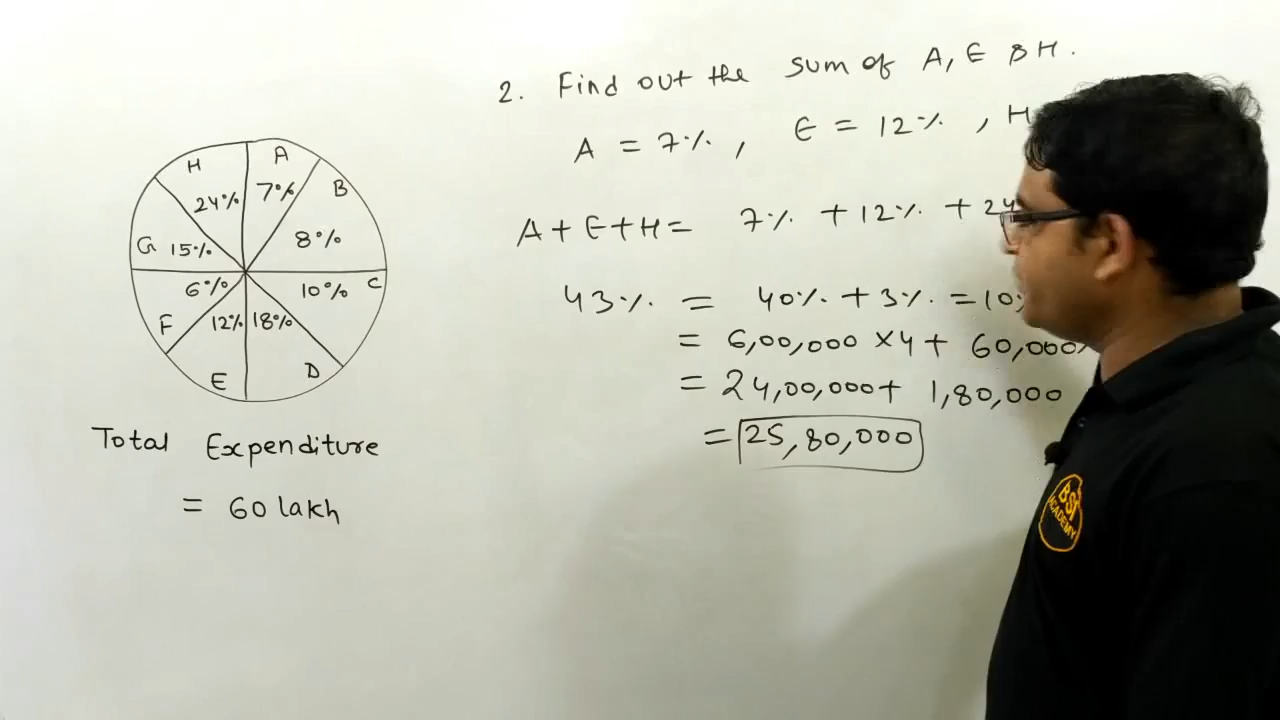 2. Find out the sum of A, E & H.
A = 7%, E = 12%, H
A+E+H= 7% + 12% + 24
43% = 40% + 3% = 10%
= 6,00,000 x4 + 60,000
= 24,00,000+ 1,80,000
= 25,80,000
H
24%
A
7%
B
8%
G 15%
6%
F
12%
E
18%
D
10% C
Total Expenditure
= 60 lakh
BSI
ACADEMY